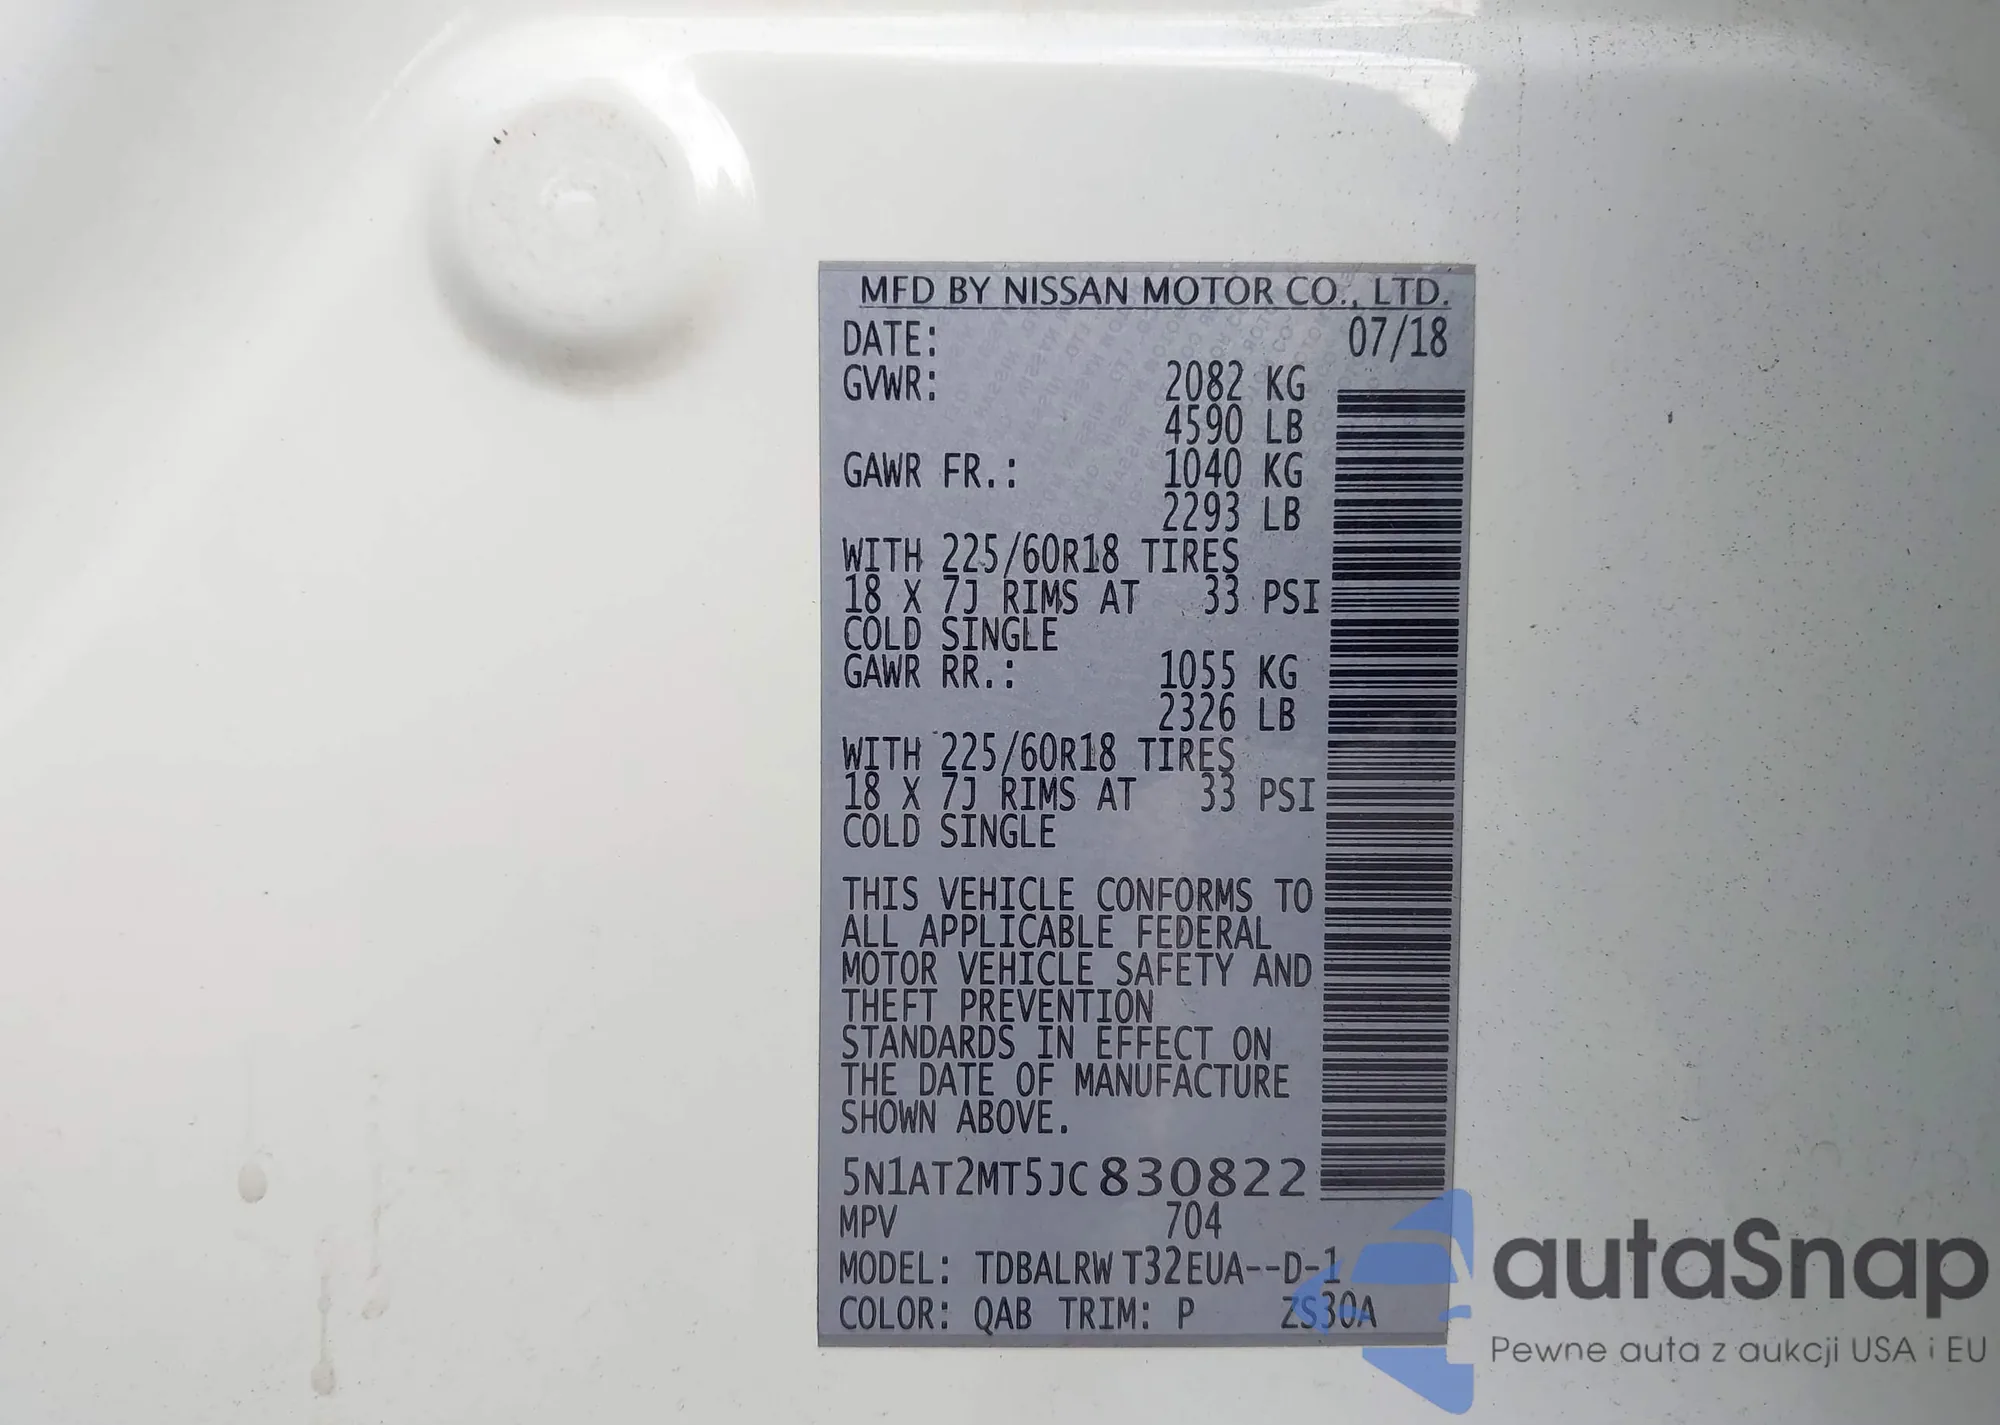 MFD BY NISSAN MOTOR CO., LTD.
DATE: 07/18
GVWR: 2082 KG
4590 LB
GAWR FR.: 1040 KG
2293 LB
WITH 225/60R18 TIRES
18 X 7J RIMS AT 33 PSI
COLD SINGLE
GAWR RR.: 1055 KG
2326 LB
WITH 225/60R18 TIRES
18 X 7J RIMS AT 33 PSI
COLD SINGLE
THIS VEHICLE CONFORMS TO
ALL APPLICABLE FEDERAL
MOTOR VEHICLE SAFETY AND
THEFT PREVENTION
STANDARDS IN EFFECT ON
THE DATE OF MANUFACTURE
SHOWN ABOVE.
5N1AT2MT5JC830822
MPV 704
MODEL: TDBALRW T32EUA--D-1
COLOR: QAB TRIM: P ZS30A
autaSnap
Pewne auta z aukcji USA i EU